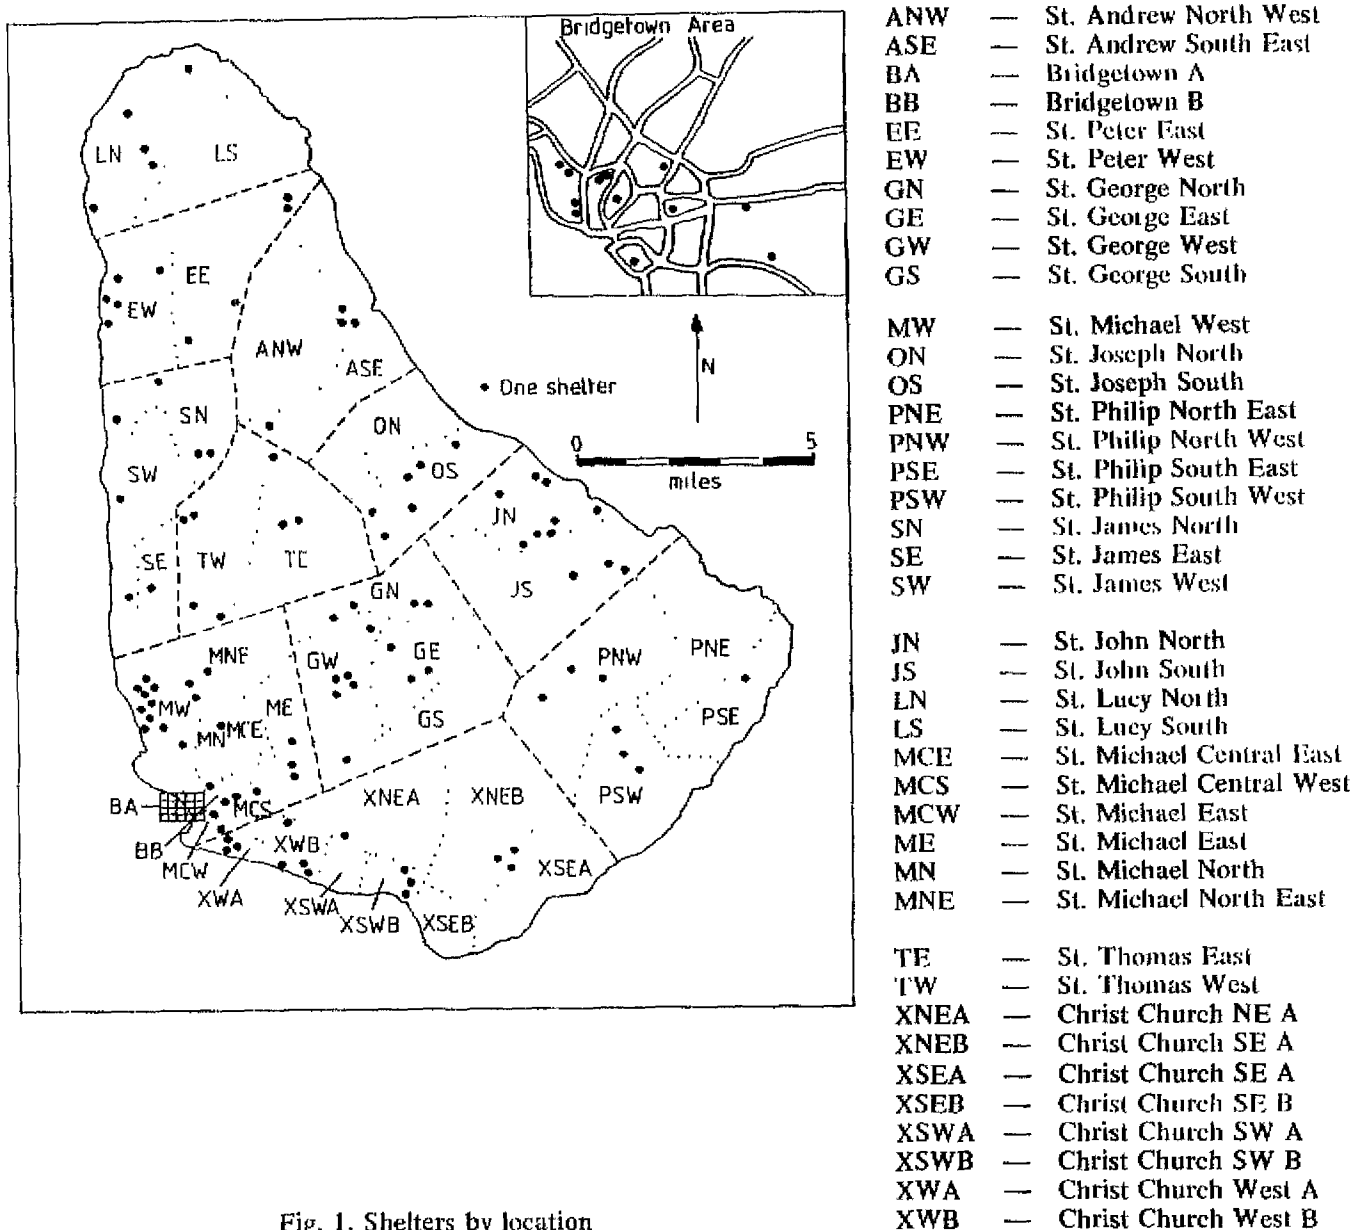 Bridgetown Area
LN
LS
EE
EW
ANW
ASE
One shelter
N
SN
ON
0 5
miles
SW
OS
JN
SE
TW
TE
GN
JS
MNE
GW
GE
PNW
PNE
MW
ME
GS
PSE
MN
MCE
BA
MCS
XNEA
XNEB
PSW
BB
MCW
XWB
XSEA
XWA
XSWA
XSWB
XSEB
ANW — St. Andrew North West
ASE — St. Andrew South East
BA — Bridgetown A
BB — Bridgetown B
EE — St. Peter East
EW — St. Peter West
GN — St. George North
GE — St. George East
GW — St. George West
GS — St. George South
MW — St. Michael West
ON — St. Joseph North
OS — St. Joseph South
PNE — St. Philip North East
PNW — St. Philip North West
PSE — St. Philip South East
PSW — St. Philip South West
SN — St. James North
SE — St. James East
SW — St. James West
JN — St. John North
JS — St. John South
LN — St. Lucy North
LS — St. Lucy South
MCE — St. Michael Central East
MCS — St. Michael Central West
MCW — St. Michael East
ME — St. Michael East
MN — St. Michael North
MNE — St. Michael North East
TE — St. Thomas East
TW — St. Thomas West
XNEA — Christ Church NE A
XNEB — Christ Church SE A
XSEA — Christ Church SE A
XSEB — Christ Church SE B
XSWA — Christ Church SW A
XSWB — Christ Church SW B
XWA — Christ Church West A
XWB — Christ Church West B
Fig. 1. Shelters by location